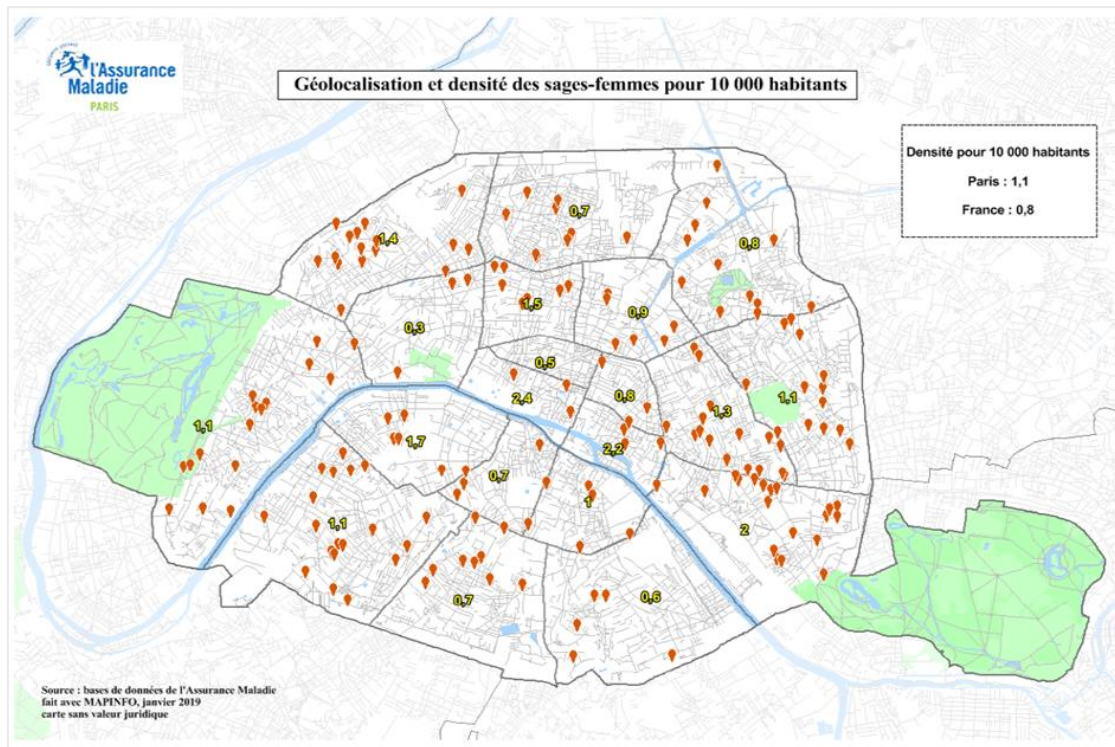 l'Assurance
Maladie
PARIS
Géolocalisation et densité des sages-femmes pour 10 000 habitants
Densité pour 10 000 habitants
Paris : 1,1
France : 0,8
0,7
1,4
0,8
1,5
0,9
0,3
0,5
2,4
0,8
1,3
1,1
1,1
1,7
2,2
0,7
1
1,1
2
0,7
0,6
Source : bases de données de l'Assurance Maladie
fait avec MAPINFO, janvier 2019
carte sans valeur juridique